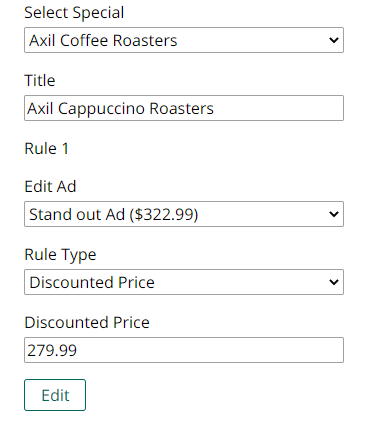 Select Special
Axil Coffee Roasters
Title
Axil Cappuccino Roasters
Rule 1
Edit Ad
Stand out Ad ($322.99)
Rule Type
Discounted Price
Discounted Price
279.99
Edit